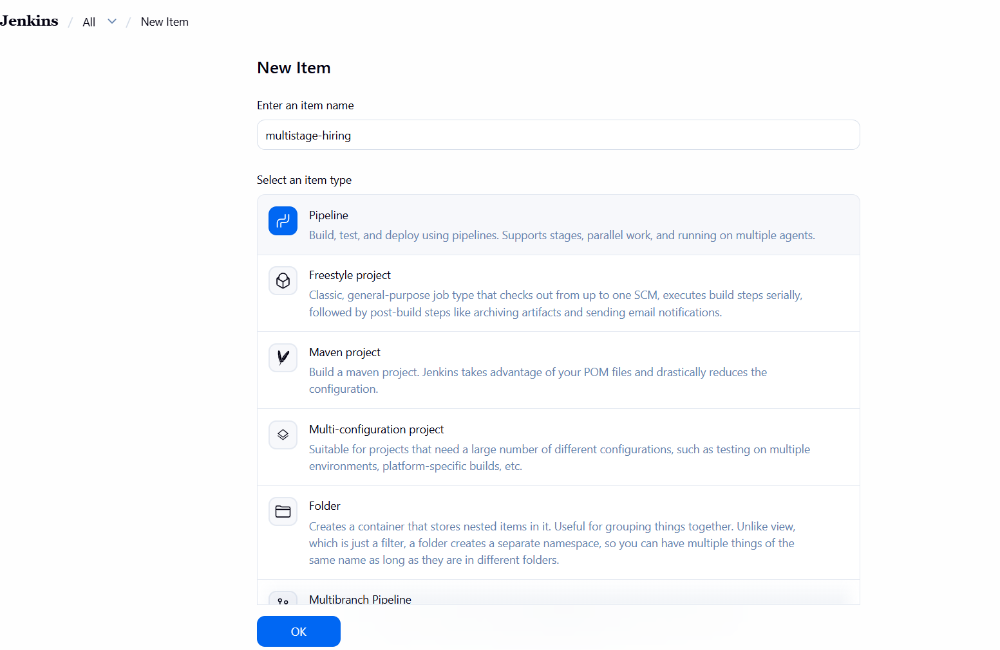 Jenkins / All / New Item
New Item
Enter an item name
multistage-hiring
Select an item type
Pipeline
Build, test, and deploy using pipelines. Supports stages, parallel work, and running on multiple agents.
Freestyle project
Classic, general-purpose job type that checks out from up to one SCM, executes build steps serially,
followed by post-build steps like archiving artifacts and sending email notifications.
Maven project
Build a maven project. Jenkins takes advantage of your POM files and drastically reduces the
configuration.
Multi-configuration project
Suitable for projects that need a large number of different configurations, such as testing on multiple
environments, platform-specific builds, etc.
Folder
Creates a container that stores nested items in it. Useful for grouping things together. Unlike view,
which is just a filter, a folder creates a separate namespace, so you can have multiple things of the
same name as long as they are in different folders.
Multibranch Pipeline
OK